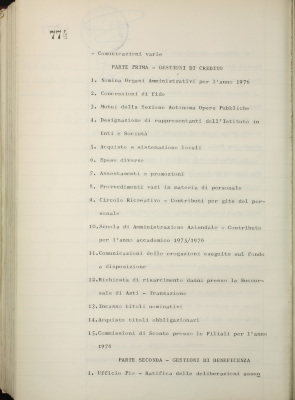 774
- Comunicazioni varie
PARTE PRIMA - GESTIONI DI CREDITO
1. Nomina Organi Amministrativi per l'anno 1976
2. Concessioni di fido
3. Mutui della Sezione Autonoma Opere Pubbliche
4. Designazione di rappresentanti dell'Istituto in
Enti e Società
5. Acquisto e sistemazione locali
6. Spese diverse
7. Assestamenti e promozioni
8. Provvedimenti vari in materia di personale
9. Circolo Ricreativo - Contributi per gite del per-
sonale
10.Scuola di Amministrazione Aziendale - Contributo
per l'anno accademico 1975/1976
11.Comunicazioni delle erogazioni eseguite sul fondo
a disposizione
12.Richiesta di risarcimento danni presso la Succur-
sale di Asti - Transazione
13.Incasso titoli nominativi
14.Acquisto titoli obbligazionari
15.Commissioni di Sconto presso le Filiali per l'anno
1976
PARTE SECONDA - GESTIONI DI BENEFICENZA
1. Ufficio Pio - Ratifica delle deliberazioni assun